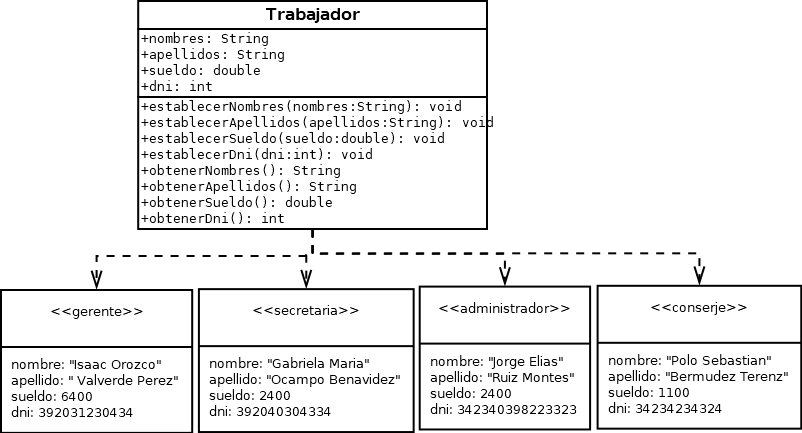 Trabajador
+nombres: String
+apellidos: String
+sueldo: double
+dni: int
+establecerNombres(nombres:String): void
+establecerApellidos(apellidos:String): void
+establecerSueldo(sueldo:double): void
+establecerDni(dni:int): void
+obtenerNombres(): String
+obtenerApellidos(): String
+obtenerSueldo(): double
+obtenerDni(): int
<<gerente>>
nombre: "Isaac Orozco"
apellido: " Valverde Perez"
sueldo: 6400
dni: 392031230434
<<secretaria>>
nombre: "Gabriela Maria"
apellido: "Ocampo Benavidez"
sueldo: 2400
dni: 392040304334
<<administrador>>
nombre: "Jorge Elias"
apellido: "Ruiz Montes"
sueldo: 2400
dni: 342340398223323
<<conserje>>
nombre: "Polo Sebastian"
apellido: "Bermudez Terenz"
sueldo: 1100
dni: 34234234324